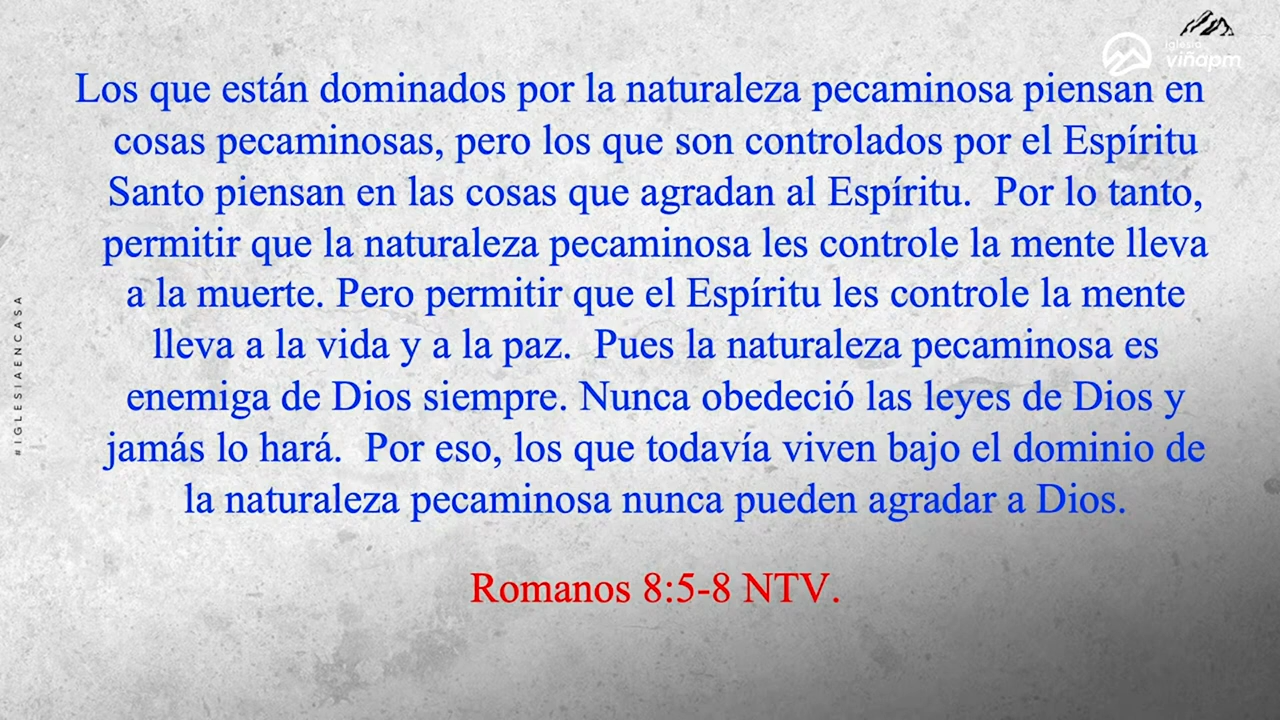 iglesia
viñapm
Los que están dominados por la naturaleza pecaminosa piensan en
cosas pecaminosas, pero los que son controlados por el Espíritu
Santo piensan en las cosas que agradan al Espíritu.  Por lo tanto,
permitir que la naturaleza pecaminosa les controle la mente lleva
a la muerte. Pero permitir que el Espíritu les controle la mente
lleva a la vida y a la paz.  Pues la naturaleza pecaminosa es
enemiga de Dios siempre. Nunca obedeció las leyes de Dios y
jamás lo hará.  Por eso, los que todavía viven bajo el dominio de
la naturaleza pecaminosa nunca pueden agradar a Dios.
Romanos 8:5-8 NTV.
#IGLESIAENCASA